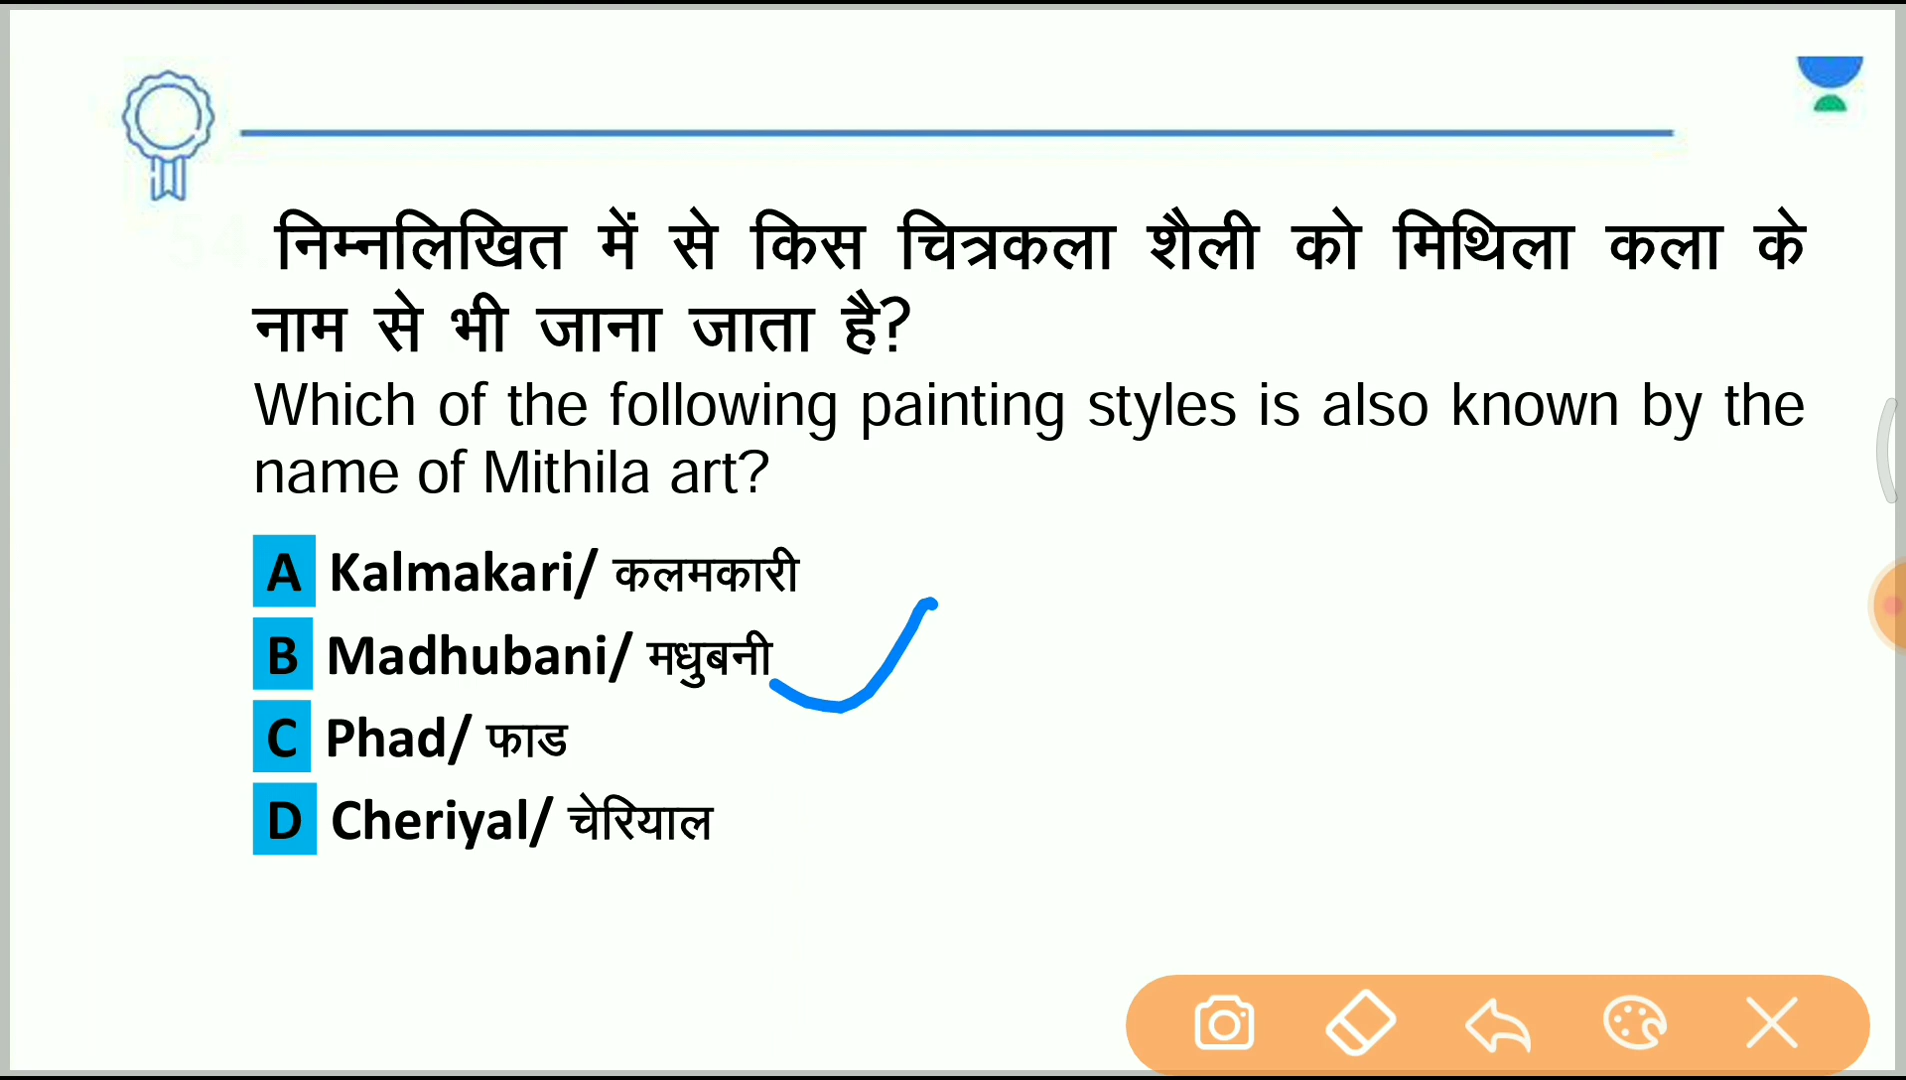 निम्नलिखित में से किस चित्रकला शैली को मिथिला कला के
नाम से भी जाना जाता है?
Which of the following painting styles is also known by the
name of Mithila art?
A Kalmakari/ कलमकारी
B Madhubani/ मधुबनी
C Phad/ फाड
D Cheriyal/ चेरियाल